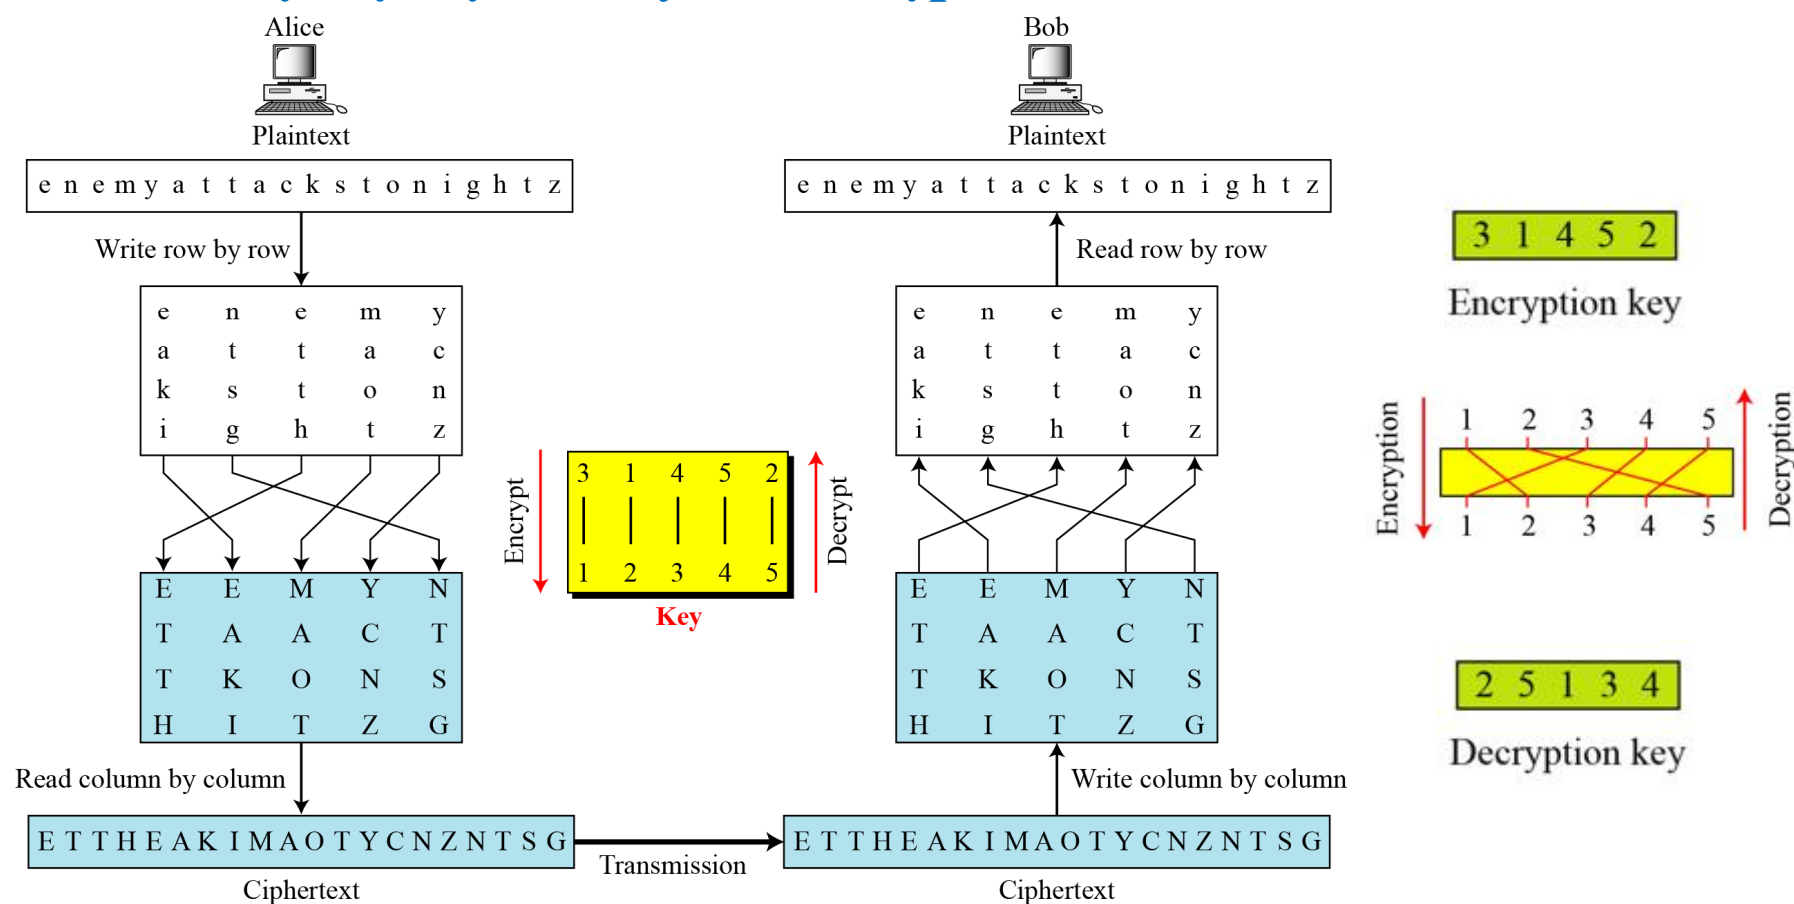 Alice
Bob
Plaintext
Plaintext
e n e m y a t t a c k s t o n i g h t z
e n e m y a t t a c k s t o n i g h t z
Write row by row
Read row by row
e n e m y
a t t a c
k s t o n
i g h t z
e n e m y
a t t a c
k s t o n
i g h t z
Encrypt
3 1 4 5 2
1 2 3 4 5
Key
Decrypt
E E M Y N
T A A C T
T K O N S
H I T Z G
E E M Y N
T A A C T
T K O N S
H I T Z G
Read column by column
Write column by column
E T T H E A K I M A O T Y C N Z N T S G
Transmission
E T T H E A K I M A O T Y C N Z N T S G
Ciphertext
Ciphertext
3 1 4 5 2
Encryption key
Encryption
1 2 3 4 5
1 2 3 4 5
Decryption
2 5 1 3 4
Decryption key